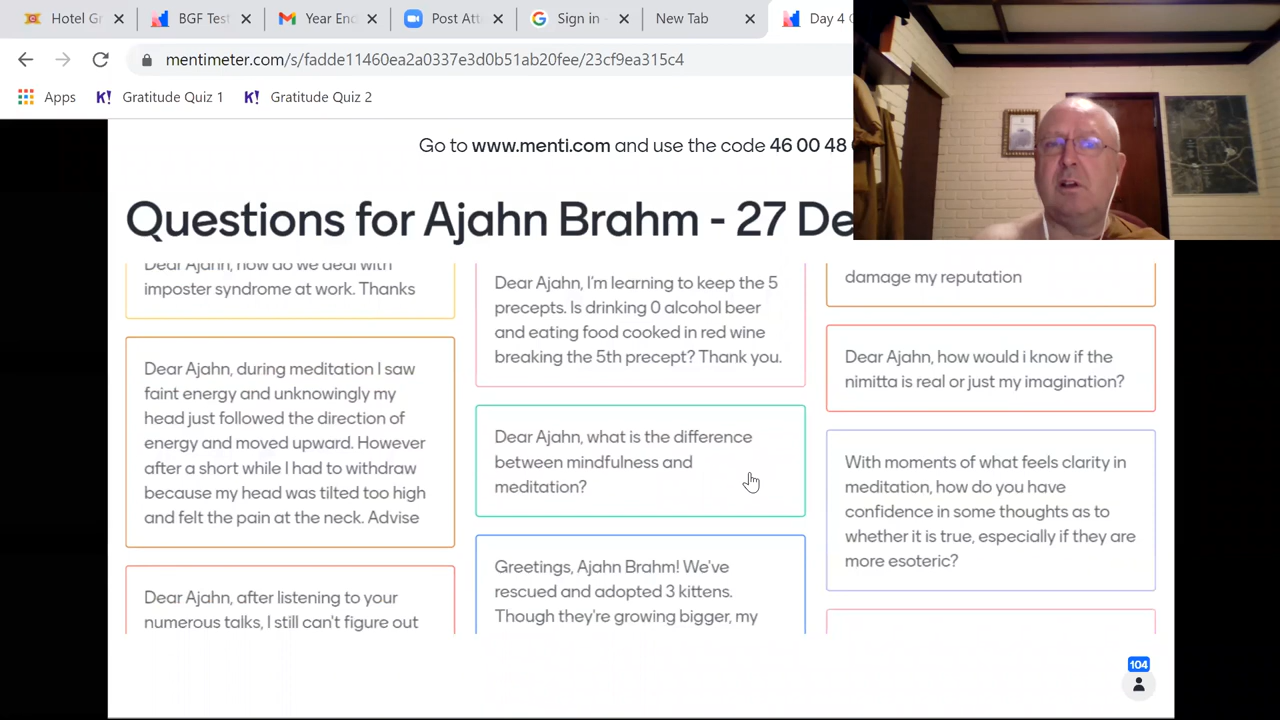 Hotel Gr
BGF Test
Year End
Post Att
Sign in -
New Tab
Day 4
mentimeter.com/s/fadde11460ea2a0337e3d0b51ab20fee/23cf9ea315c4
Apps
Gratitude Quiz 1
Gratitude Quiz 2
Go to www.menti.com and use the code 46 00 48
Questions for Ajahn Brahm - 27 De
Dear Ajahn, how do we deal with
imposter syndrome at work. Thanks
Dear Ajahn, during meditation I saw
faint energy and unknowingly my
head just followed the direction of
energy and moved upward. However
after a short while I had to withdraw
because my head was tilted too high
and felt the pain at the neck. Advise
Dear Ajahn, after listening to your
numerous talks, I still can't figure out
Dear Ajahn, I'm learning to keep the 5
precepts. Is drinking 0 alcohol beer
and eating food cooked in red wine
breaking the 5th precept? Thank you.
Dear Ajahn, what is the difference
between mindfulness and
meditation?
Greetings, Ajahn Brahm! We've
rescued and adopted 3 kittens.
Though they're growing bigger, my
damage my reputation
Dear Ajahn, how would i know if the
nimitta is real or just my imagination?
With moments of what feels clarity in
meditation, how do you have
confidence in some thoughts as to
whether it is true, especially if they are
more esoteric?
104